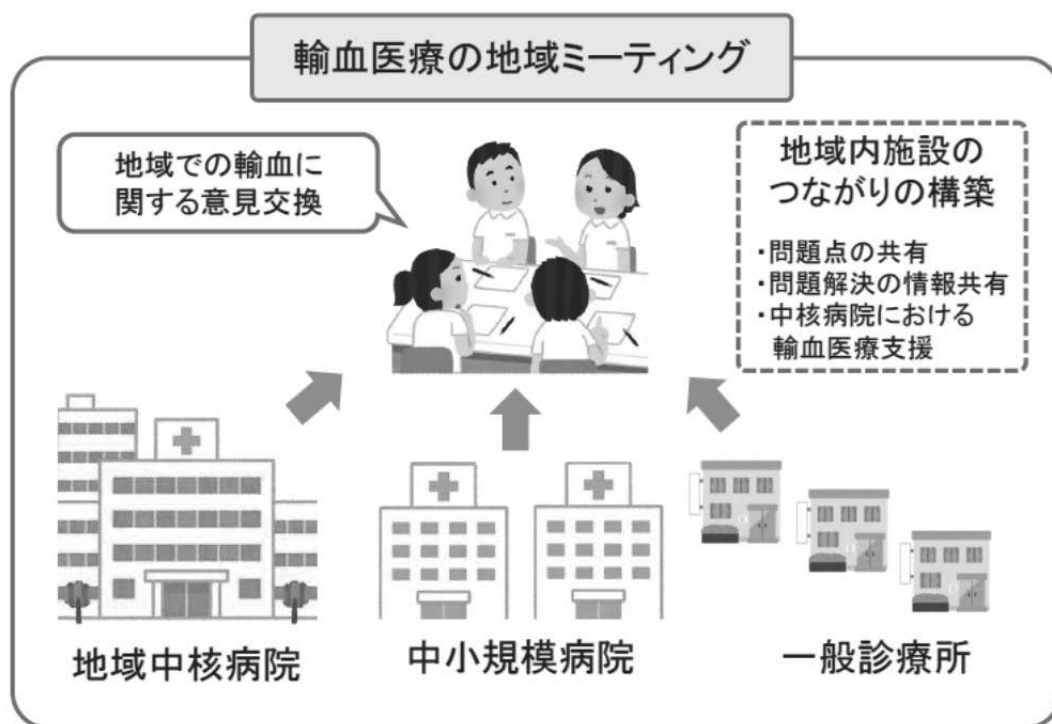 輸血医療の地域ミーティング
地域での輸血に
関する意見交換
地域内施設の
つながりの構築
・問題点の共有
・問題解決の情報共有
・中核病院における
輸血医療支援
地域中核病院
中小規模病院
一般診療所